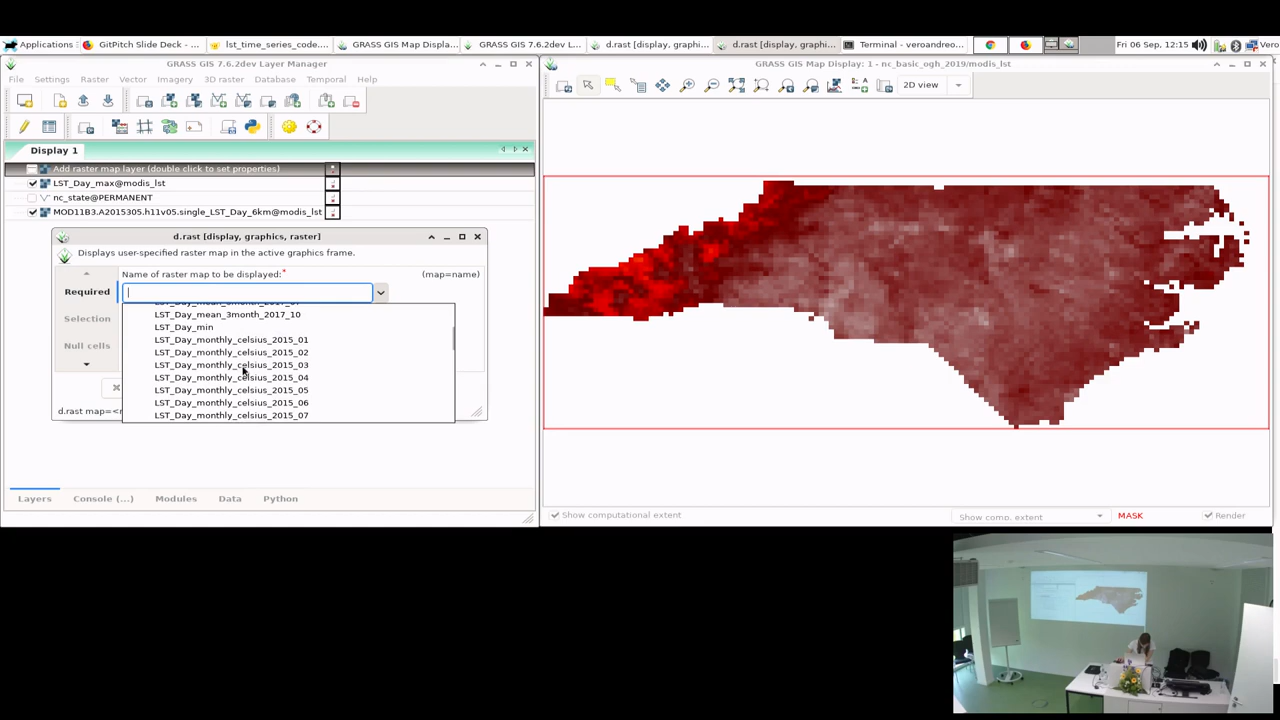 Applications
GitPitch Slide Deck - ...
lst_time_series_code....
GRASS GIS Map Displa...
GRASS GIS 7.6.2dev L...
d.rast [display, graphi...
d.rast [display, graphi...
Terminal - veroandreo...
Fri 06 Sep, 12:15
Vero
GRASS GIS 7.6.2dev Layer Manager
File Settings Raster Vector Imagery 3D raster Database Temporal Help
Display 1
Add raster map layer (double click to set properties)
LST_Day_max@modis_lst
nc_state@PERMANENT
MOD11B3.A2015305.h11v05.single_LST_Day_6km@modis_lst
d.rast [display, graphics, raster]
Displays user-specified raster map in the active graphics frame.
Name of raster map to be displayed:* (map=name)
Required
Selection
Null cells
LST_Day_mean_3month_2017_10
LST_Day_min
LST_Day_monthly_celsius_2015_01
LST_Day_monthly_celsius_2015_02
LST_Day_monthly_celsius_2015_03
LST_Day_monthly_celsius_2015_04
LST_Day_monthly_celsius_2015_05
LST_Day_monthly_celsius_2015_06
LST_Day_monthly_celsius_2015_07
d.rast map=<r
Layers Console (...) Modules Data Python
GRASS GIS Map Display: 1 - nc_basic_ogh_2019/modis_lst
2D view
Show computational extent
Show comp. extent
MASK
Render